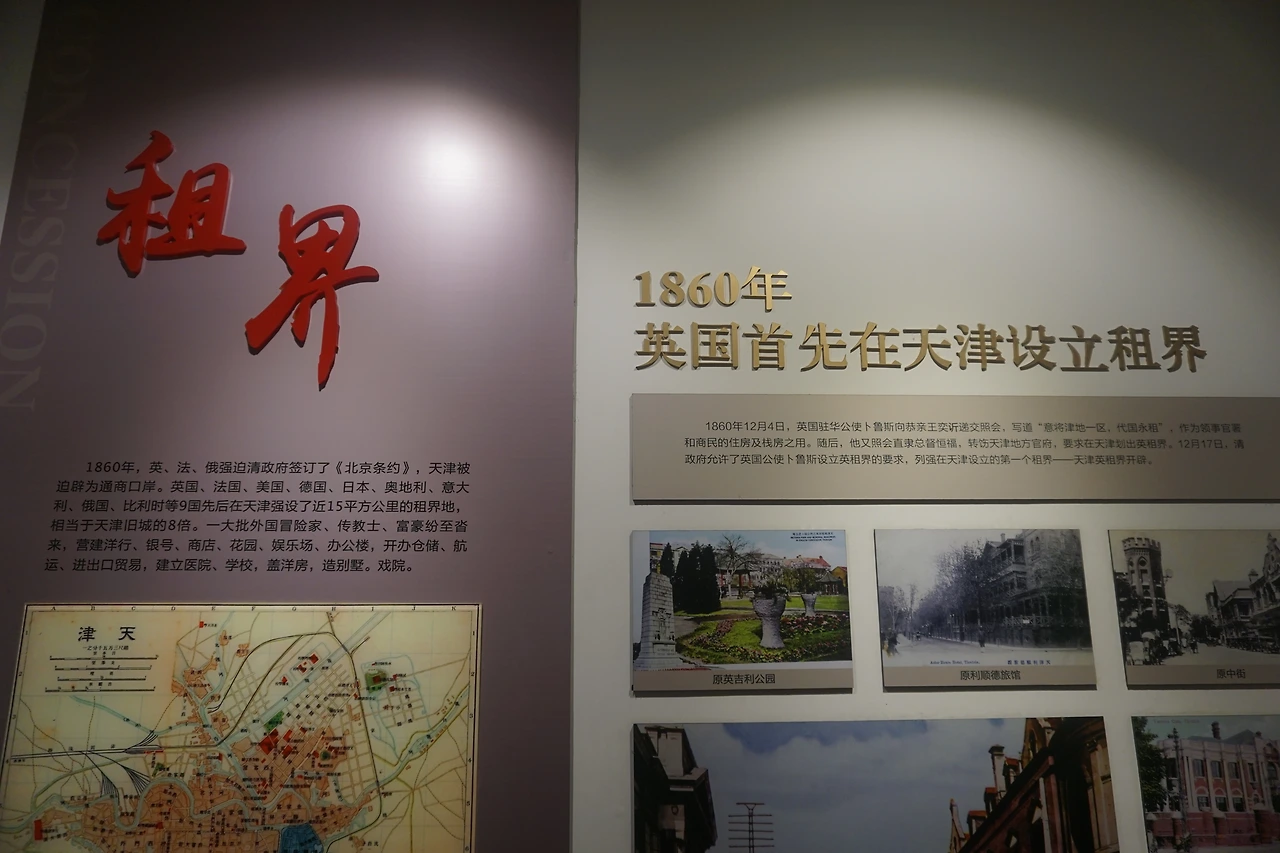 CONCESSION
租界
1860年，英、法、俄强迫清政府签订了《北京条约》，天津被
迫辟为通商口岸。英国、法国、美国、德国、日本、奥地利、意大
利、俄国、比利时等9国先后在天津强设了近15平方公里的租界地，
相当于天津旧城的8倍。一大批外国冒险家、传教士、富豪纷至沓
来，营建洋行、银号、商店、花园、娱乐场、办公楼，开办仓储、航
运、进出口贸易，建立医院、学校，盖洋房，造别墅。戏院。
天津
1860年
英国首先在天津设立租界
1860年12月4日，英国驻华公使卜鲁斯向恭亲王奕䜣递交照会，写道“意将津地一区，代国永租”，作为领事官署
和商民的住房及栈房之用。随后，他又照会直隶总督恒福，转饬天津地方官府，要求在天津划出英租界。12月17日，清
政府允许了英国公使卜鲁斯设立英租界的要求，列强在天津设立的第一个租界——天津英租界开辟。
原英吉利公园
原利顺德旅馆
原中街